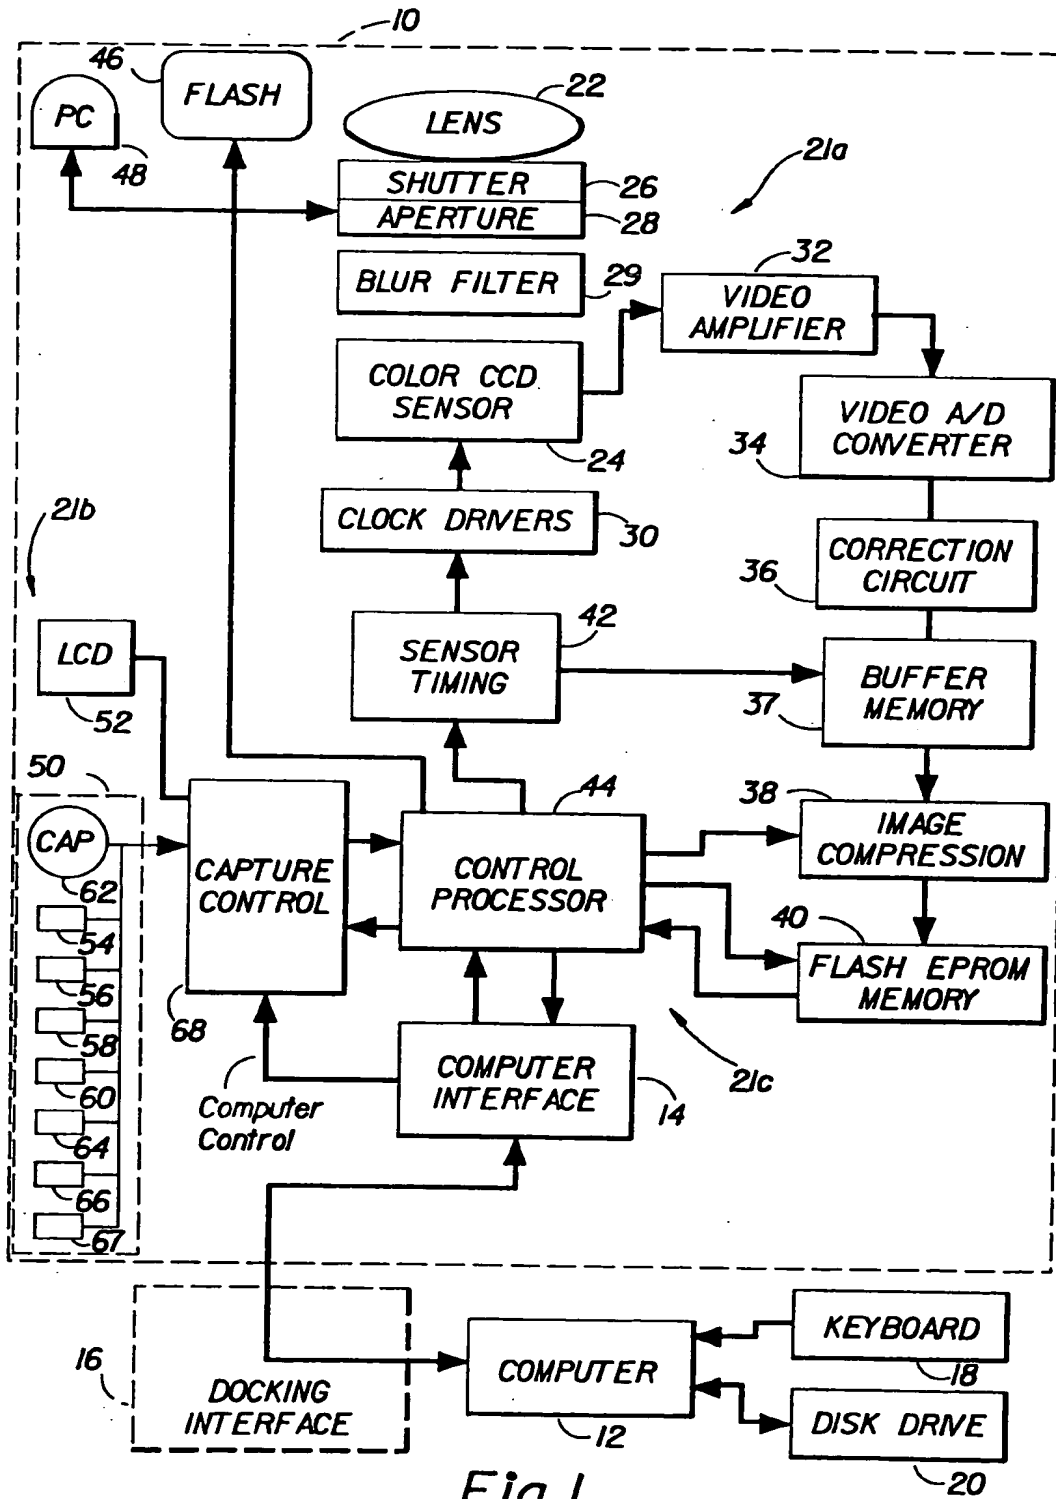 10
46
FLASH
PC
48
22
LENS
21a
SHUTTER
26
APERTURE
28
BLUR FILTER
29
32
VIDEO
AMPLIFIER
COLOR CCD
SENSOR
24
VIDEO A/D
CONVERTER
34
21b
CLOCK DRIVERS
30
CORRECTION
CIRCUIT
36
LCD
52
SENSOR
TIMING
42
BUFFER
MEMORY
37
50
CAP
62
54
56
58
60
64
66
67
CAPTURE
CONTROL
68
44
CONTROL
PROCESSOR
38
IMAGE
COMPRESSION
40
FLASH EPROM
MEMORY
21c
Computer
Control
COMPUTER
INTERFACE
14
16
DOCKING
INTERFACE
COMPUTER
12
KEYBOARD
18
DISK DRIVE
20
Fig. 1